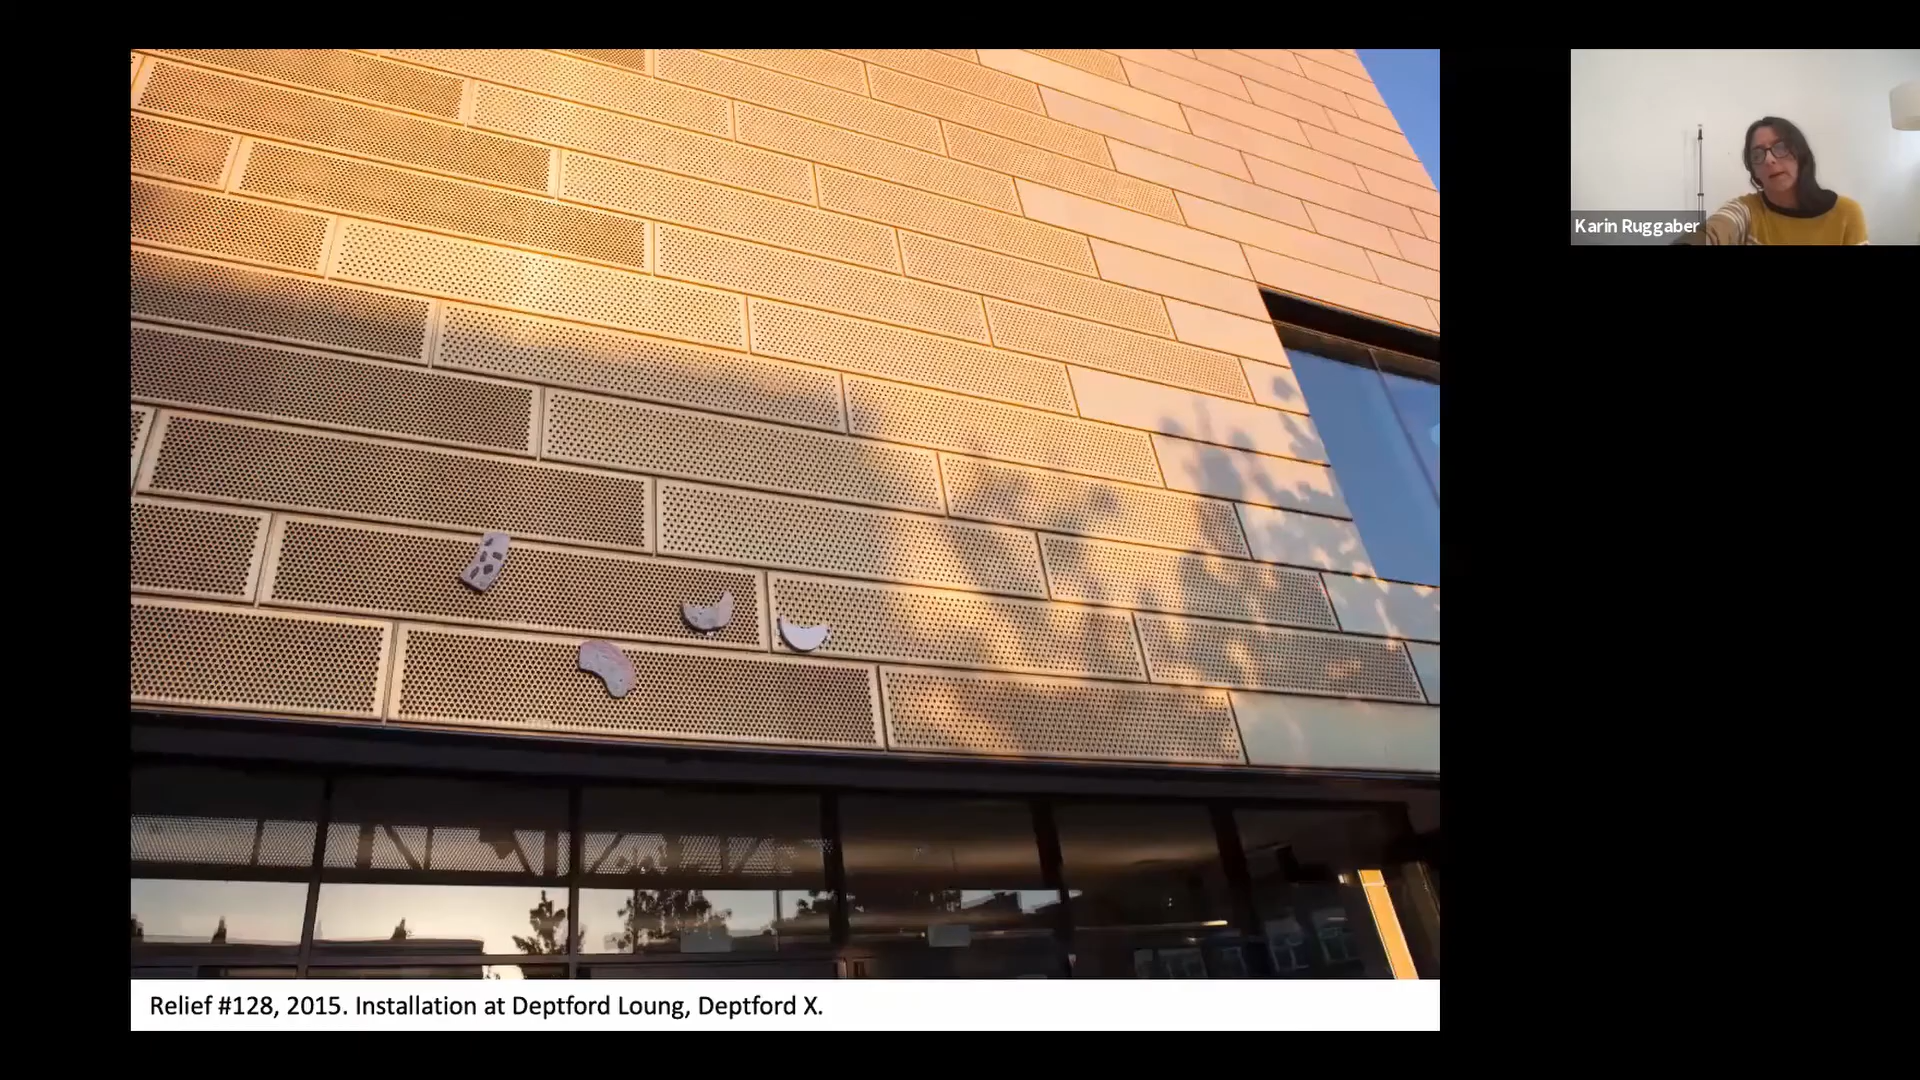 Karin Ruggaber
Relief #128, 2015. Installation at Deptford Loung, Deptford X.